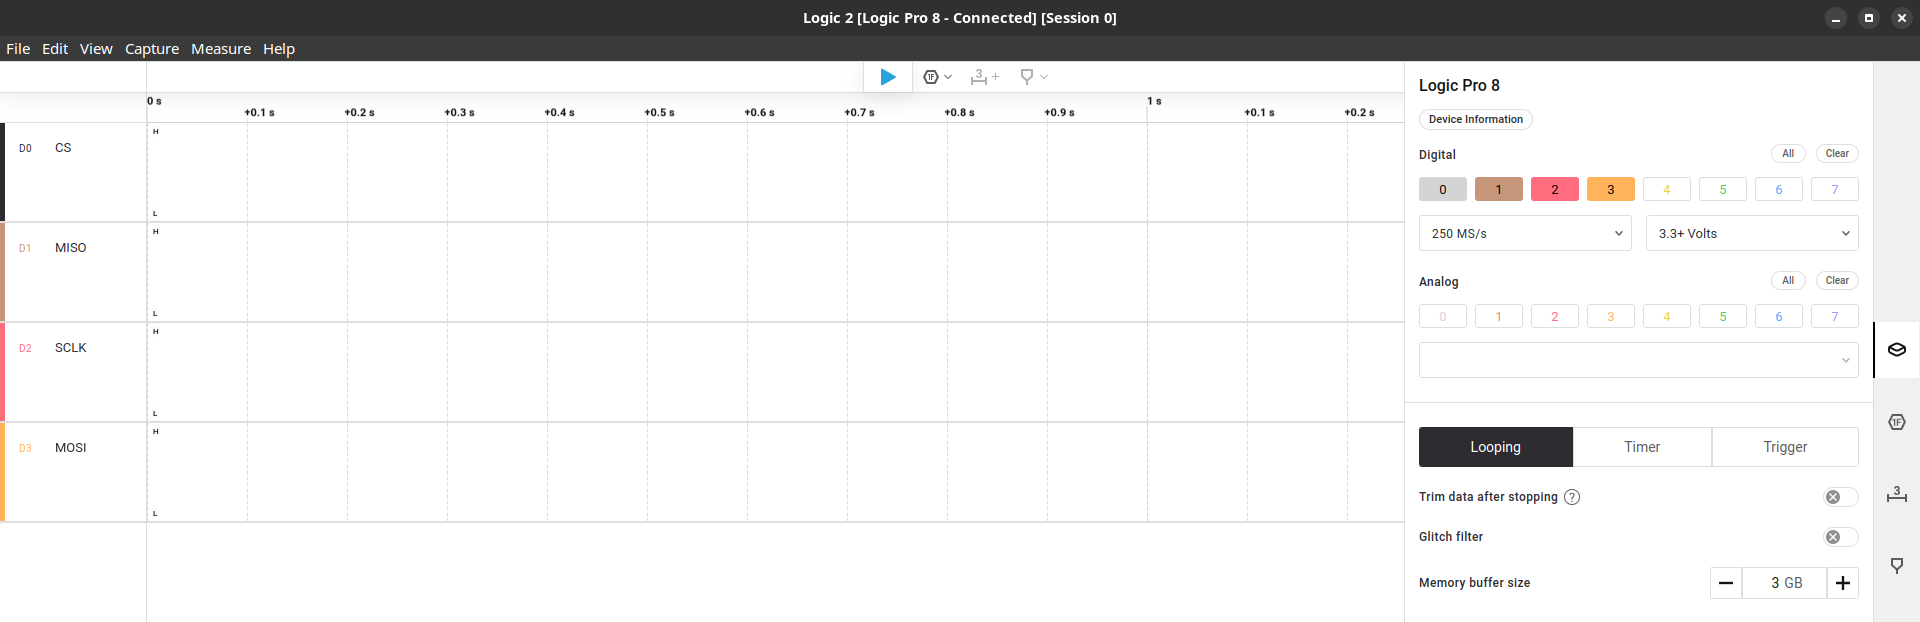 Logic 2 [Logic Pro 8 - Connected] [Session 0]
File Edit View Capture Measure Help
1F 3 +
0 s 1 s
+0.1 s +0.2 s +0.3 s +0.4 s +0.5 s +0.6 s +0.7 s +0.8 s +0.9 s +0.1 s +0.2 s
H
D0 CS
L
H
D1 MISO
L
H
D2 SCLK
L
H
D3 MOSI
L
Logic Pro 8
Device Information
Digital All Clear
0 1 2 3 4 5 6 7
250 MS/s 3.3+ Volts
Analog All Clear
0 1 2 3 4 5 6 7
Looping Timer Trigger
Trim data after stopping ?
Glitch filter
Memory buffer size 3 GB
1F
3